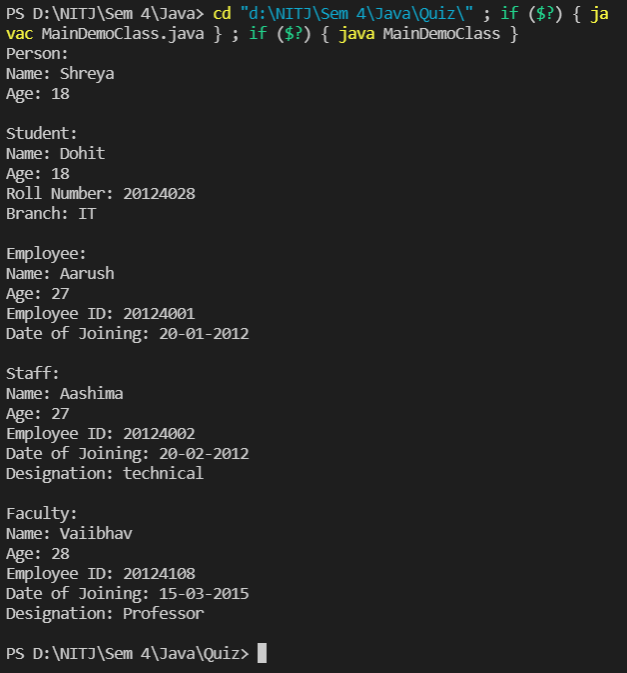 PS D:\NITJ\Sem 4\Java> cd "d:\NITJ\Sem 4\Java\Quiz\" ; if ($?) { ja
vac MainDemoClass.java } ; if ($?) { java MainDemoClass }
Person:
Name: Shreya
Age: 18

Student:
Name: Dohit
Age: 18
Roll Number: 20124028
Branch: IT

Employee:
Name: Aarush
Age: 27
Employee ID: 20124001
Date of Joining: 20-01-2012

Staff:
Name: Aashima
Age: 27
Employee ID: 20124002
Date of Joining: 20-02-2012
Designation: technical

Faculty:
Name: Vaiibhav
Age: 28
Employee ID: 20124108
Date of Joining: 15-03-2015
Designation: Professor

PS D:\NITJ\Sem 4\Java\Quiz>